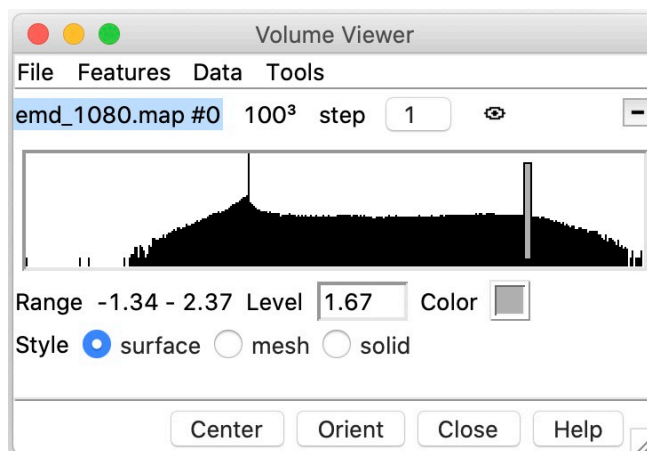 Volume Viewer
File Features Data Tools
emd_1080.map #0 100³ step 1
Range -1.34 - 2.37 Level 1.67 Color
Style surface mesh solid
Center Orient Close Help